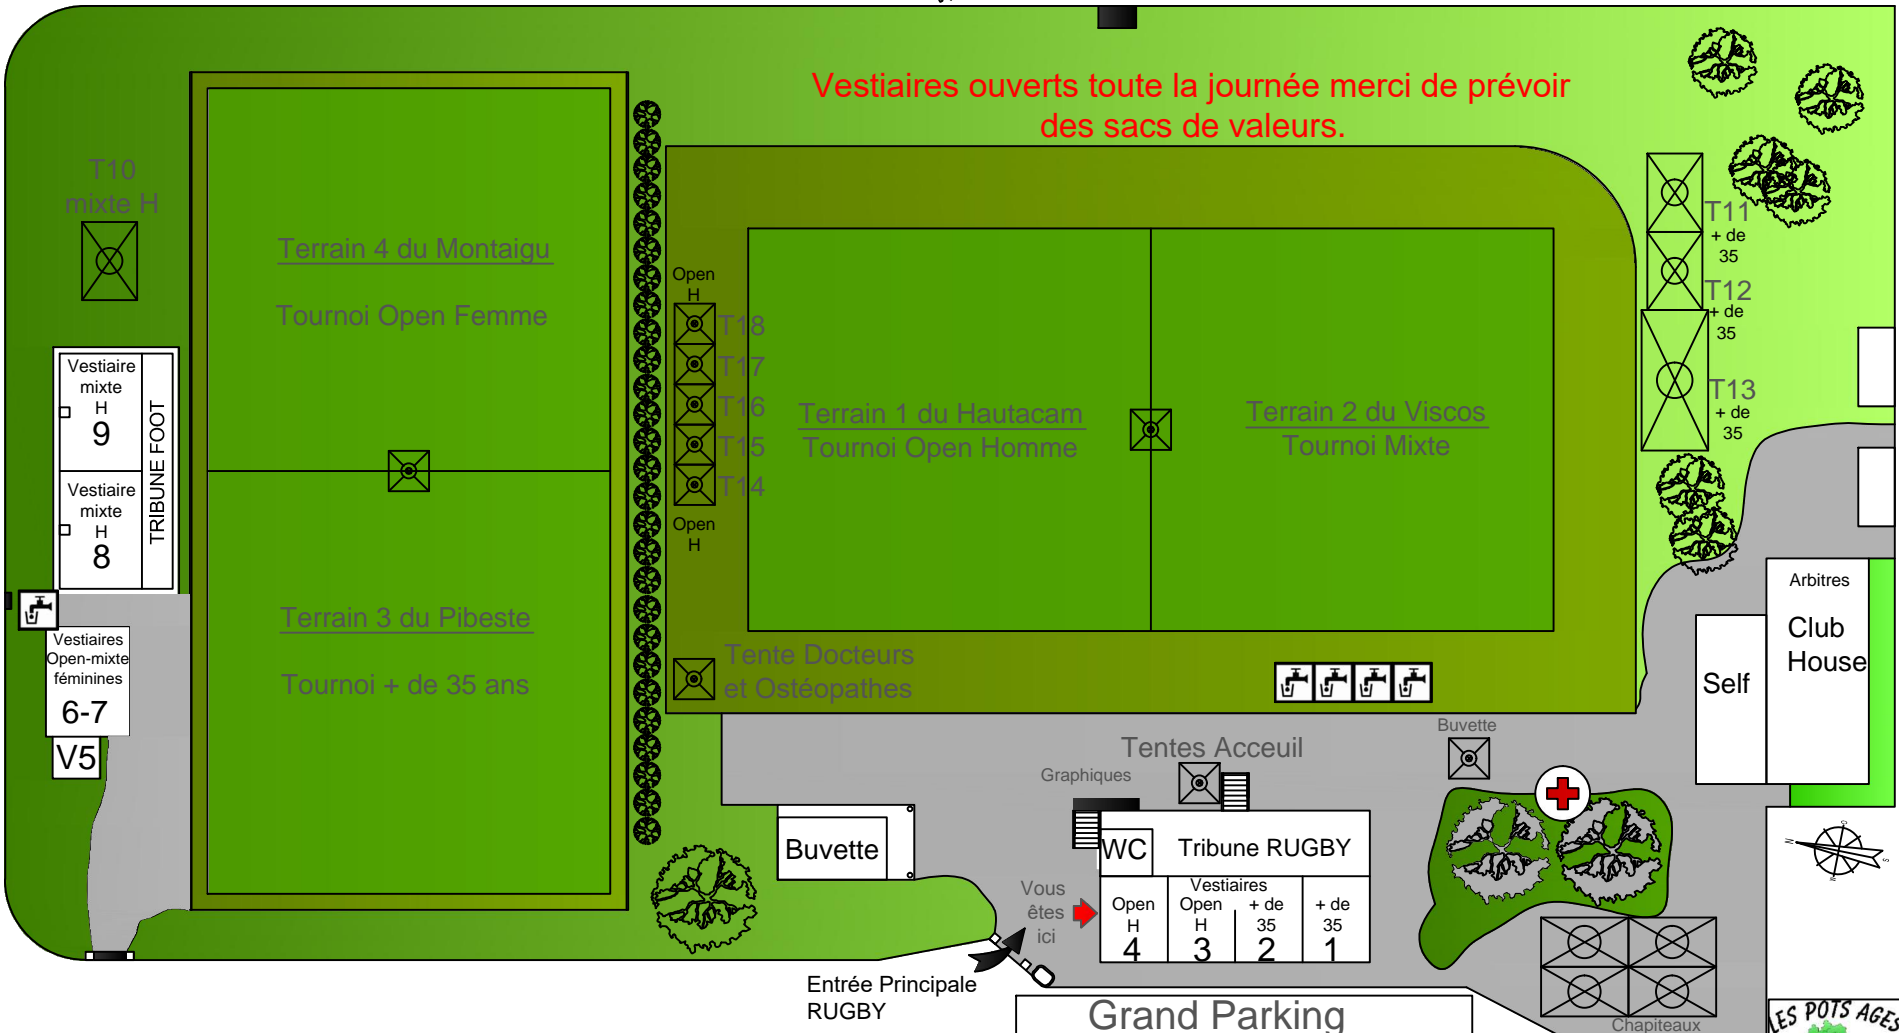 Vestiaires ouverts toute la journée merci de prévoir
des sacs de valeurs.
T10
mixte H
Terrain 4 du Montaigu
Tournoi Open Femme
Open
H
T18
T17
T16
T15
T14
Open
H
Terrain 1 du Hautacam
Tournoi Open Homme
Terrain 2 du Viscos
Tournoi Mixte
T11
+ de
35
T12
+ de
35
T13
+ de
35
Vestiaire
mixte
H
9
Vestiaire
mixte
H
8
TRIBUNE FOOT
Vestiaires
Open-mixte
féminines
6-7
V5
Terrain 3 du Pibeste
Tournoi + de 35 ans
Tente Docteurs
et Ostéopathes
Arbitres
Club
House
Self
Buvette
Tentes Acceuil
Graphiques
Buvette
WC
Tribune RUGBY
Vous
êtes
ici
Vestiaires
Open
H
4
Open
H
3
+ de
35
2
+ de
35
1
Entrée Principale
RUGBY
Grand Parking
Chapiteaux
N
S
LES POTS AGE